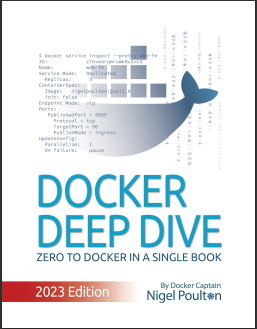 $ docker service inspect --pretty
Name:
Service Mode: Replicated
Replicas:
ContainerSpec:
Image: nigelpoulton/
init: false
Endpoint Mode: vip
Ports:
PublishedPort = 8080
Protocol = tcp
TargetPort = 80
PublishMode = ingress
UpdateConfig:
Parallelism: 1
On failure: pause
DOCKER
DEEP DIVE
ZERO TO DOCKER IN A SINGLE BOOK
By Docker Captain
Nigel Poulton
2023 Edition